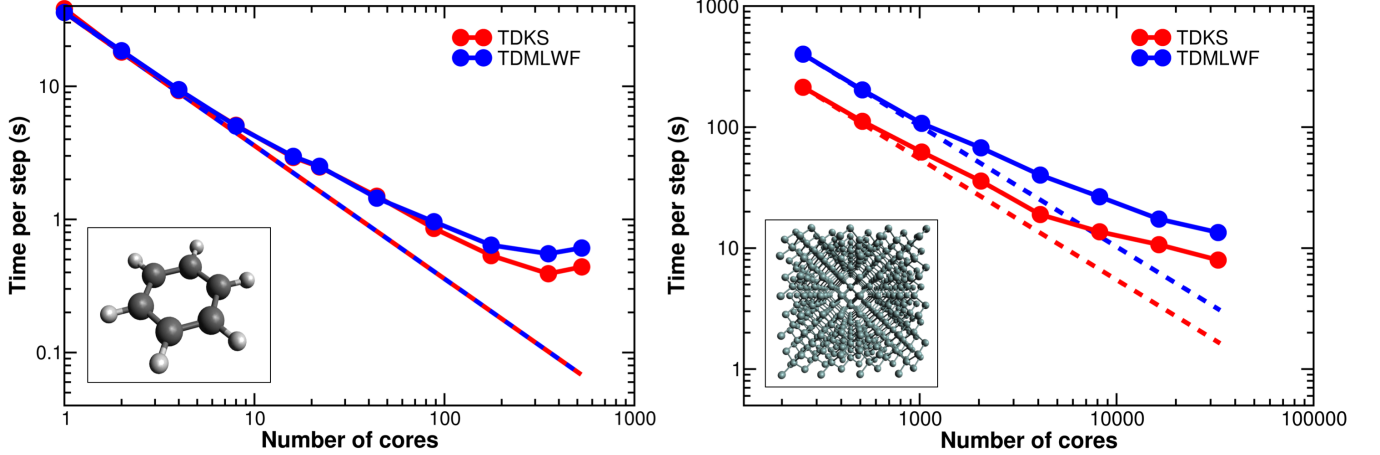 TDKS
TDMLWF
10
1
0.1
Time per step (s)
1
10
100
1000
Number of cores
TDKS
TDMLWF
1000
100
10
1
Time per step (s)
1000
10000
100000
Number of cores